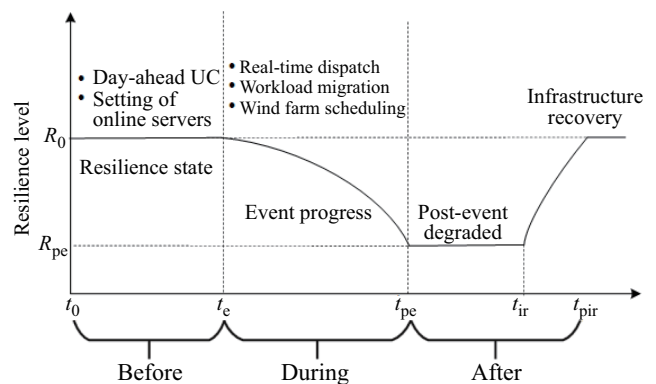 • Day-ahead UC
• Setting of
online servers
• Real-time dispatch
• Workload migration
• Wind farm scheduling
Infrastructure
recovery
Resilience level
R0
Resilience state
Event progress
Post-event
degraded
Rpe
t0
te
tpe
tir
tpir
Before
During
After